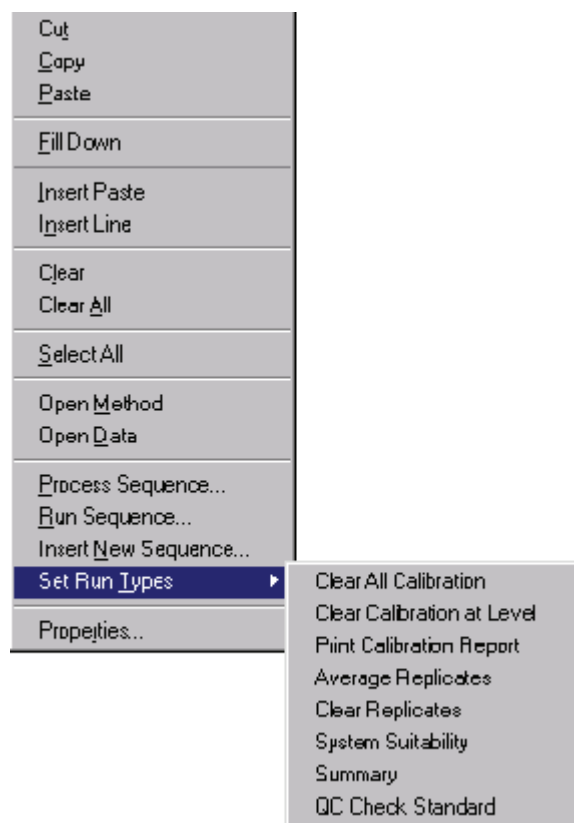 Cut
Copy
Paste
Fill Down
Insert Paste
Insert Line
Clear
Clear All
Select All
Open Method
Open Data
Process Sequence...
Run Sequence...
Insert New Sequence...
Set Run Types
Properties...
Clear All Calibration
Clear Calibration at Level
Print Calibration Report
Average Replicates
Clear Replicates
System Suitability
Summary
QC Check Standard